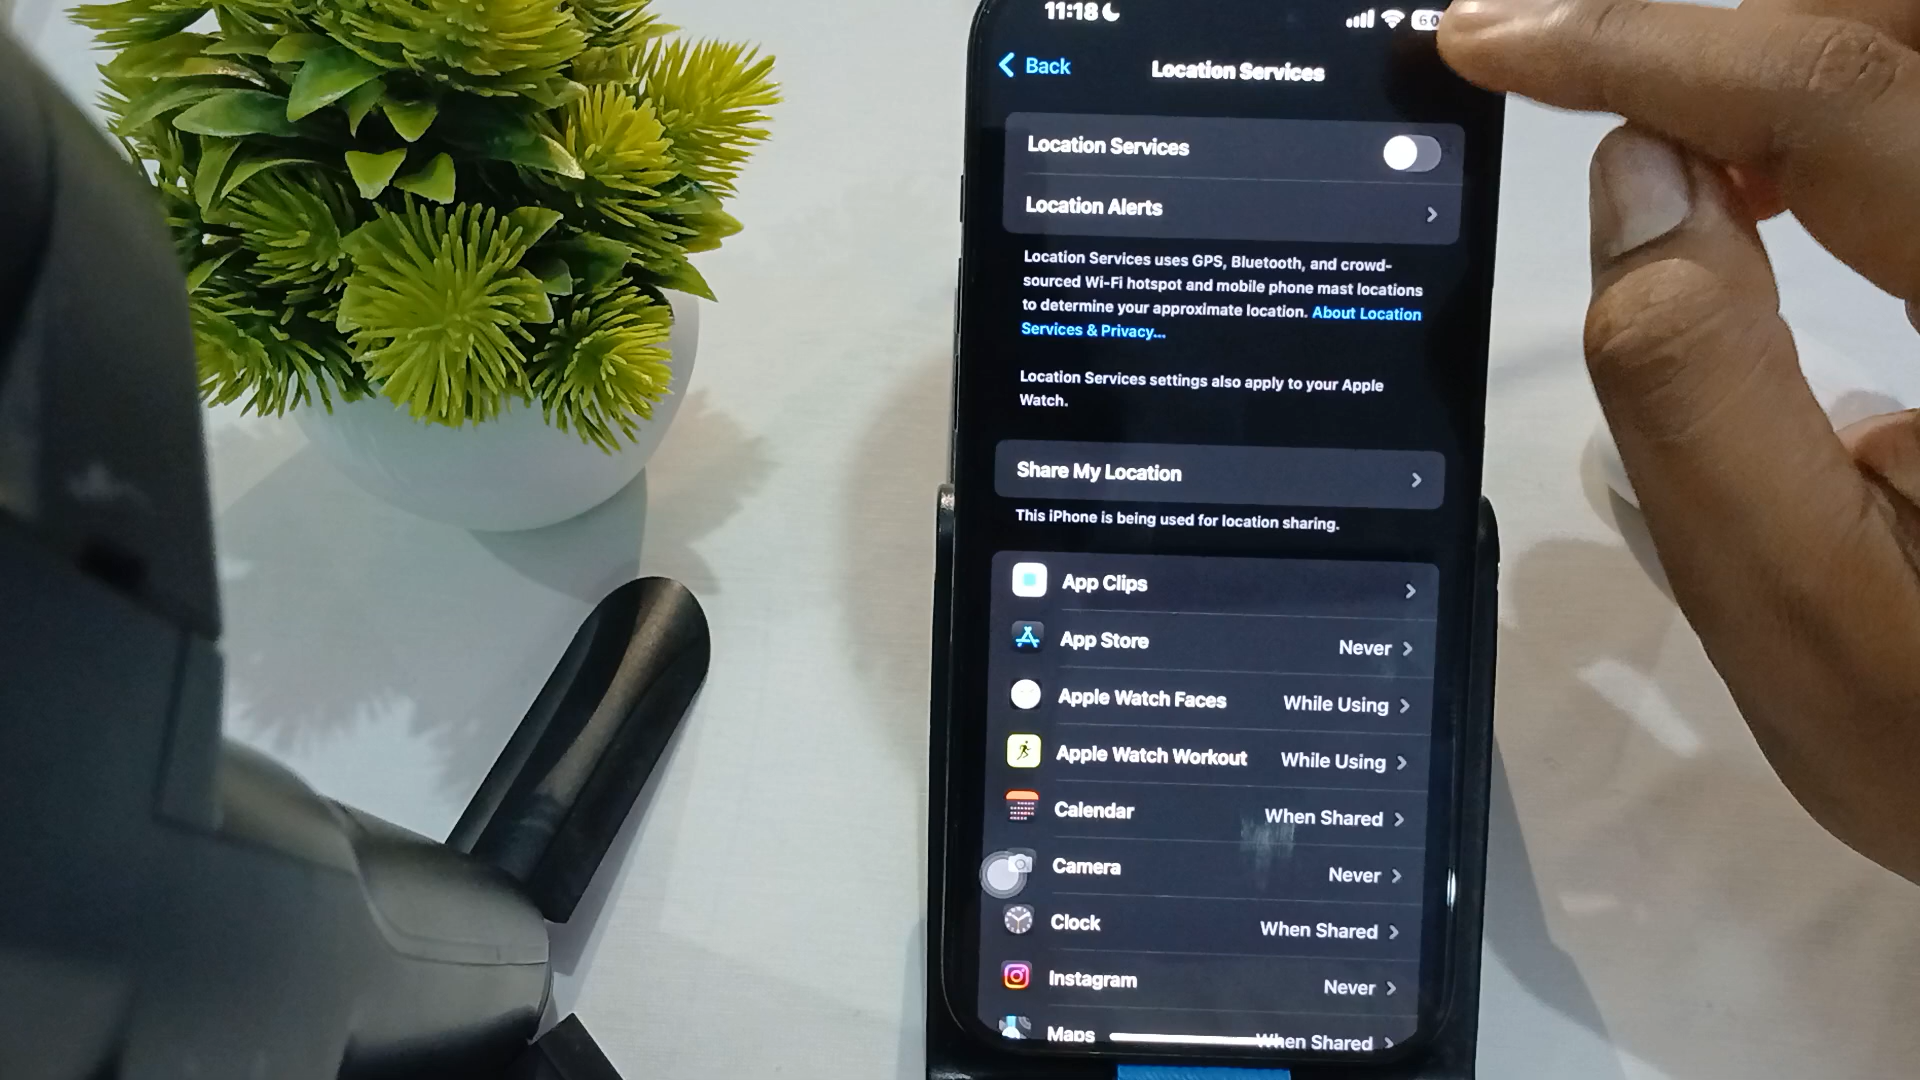 11:18
60
Back
Location Services
Location Services
Location Alerts
Location Services uses GPS, Bluetooth, and crowd-
sourced Wi-Fi hotspot and mobile phone mast locations
to determine your approximate location. About Location
Services & Privacy...
Location Services settings also apply to your Apple
Watch.
Share My Location
This iPhone is being used for location sharing.
App Clips
App Store Never
Apple Watch Faces While Using
Apple Watch Workout While Using
Calendar When Shared
Camera Never
Clock When Shared
Instagram Never
Maps When Shared